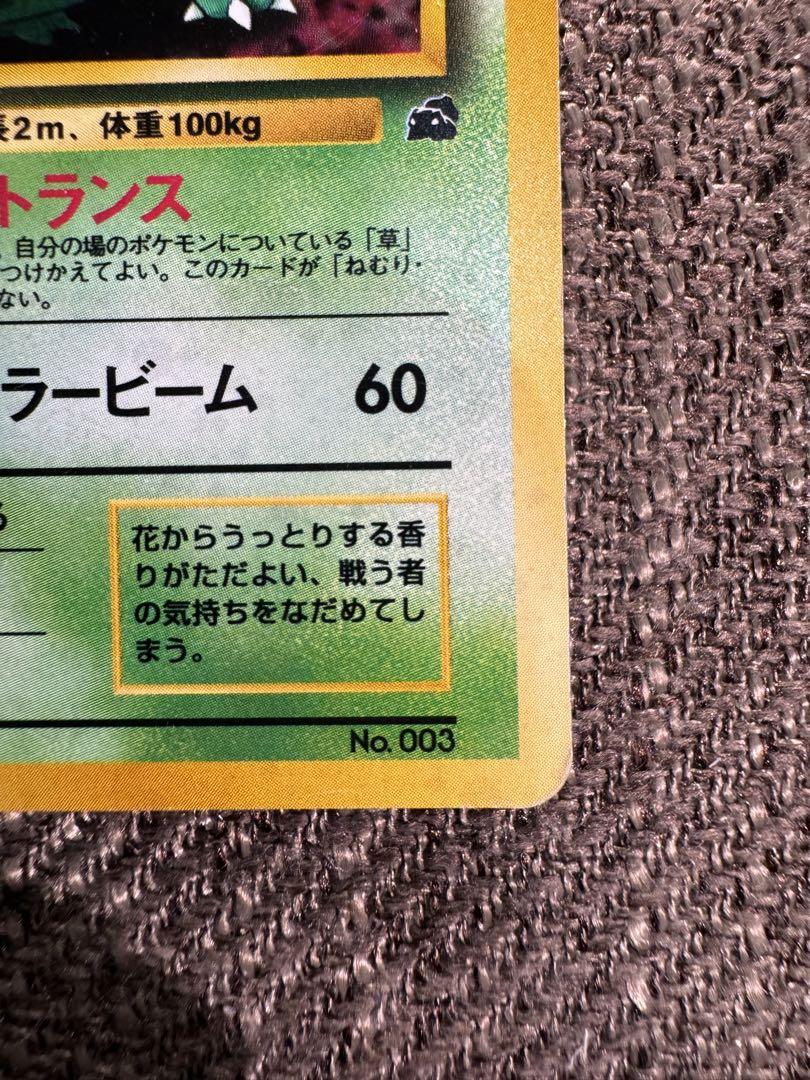 長2m、体重100kg
トランス
、自分の場のポケモンについている「草」
つけかえてよい。このカードが「ねむり・
ない。
ラービーム 60
花からうっとりする香
りがただよい、戦う者
の気持ちをなだめてし
まう。
No. 003